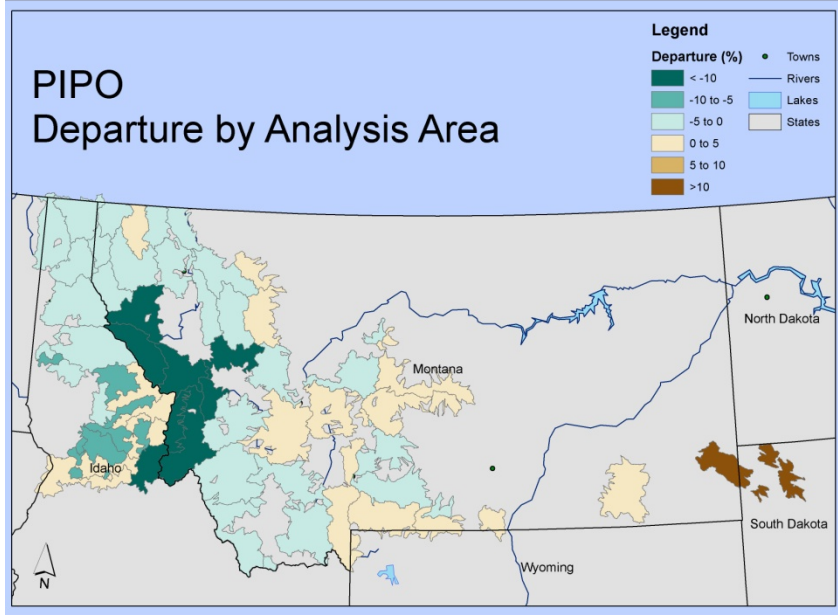 PIPO
Departure by Analysis Area
Legend
Departure (%)
< -10
-10 to -5
-5 to 0
0 to 5
5 to 10
>10
Towns
Rivers
Lakes
States
North Dakota
Montana
Idaho
South Dakota
Wyoming
N